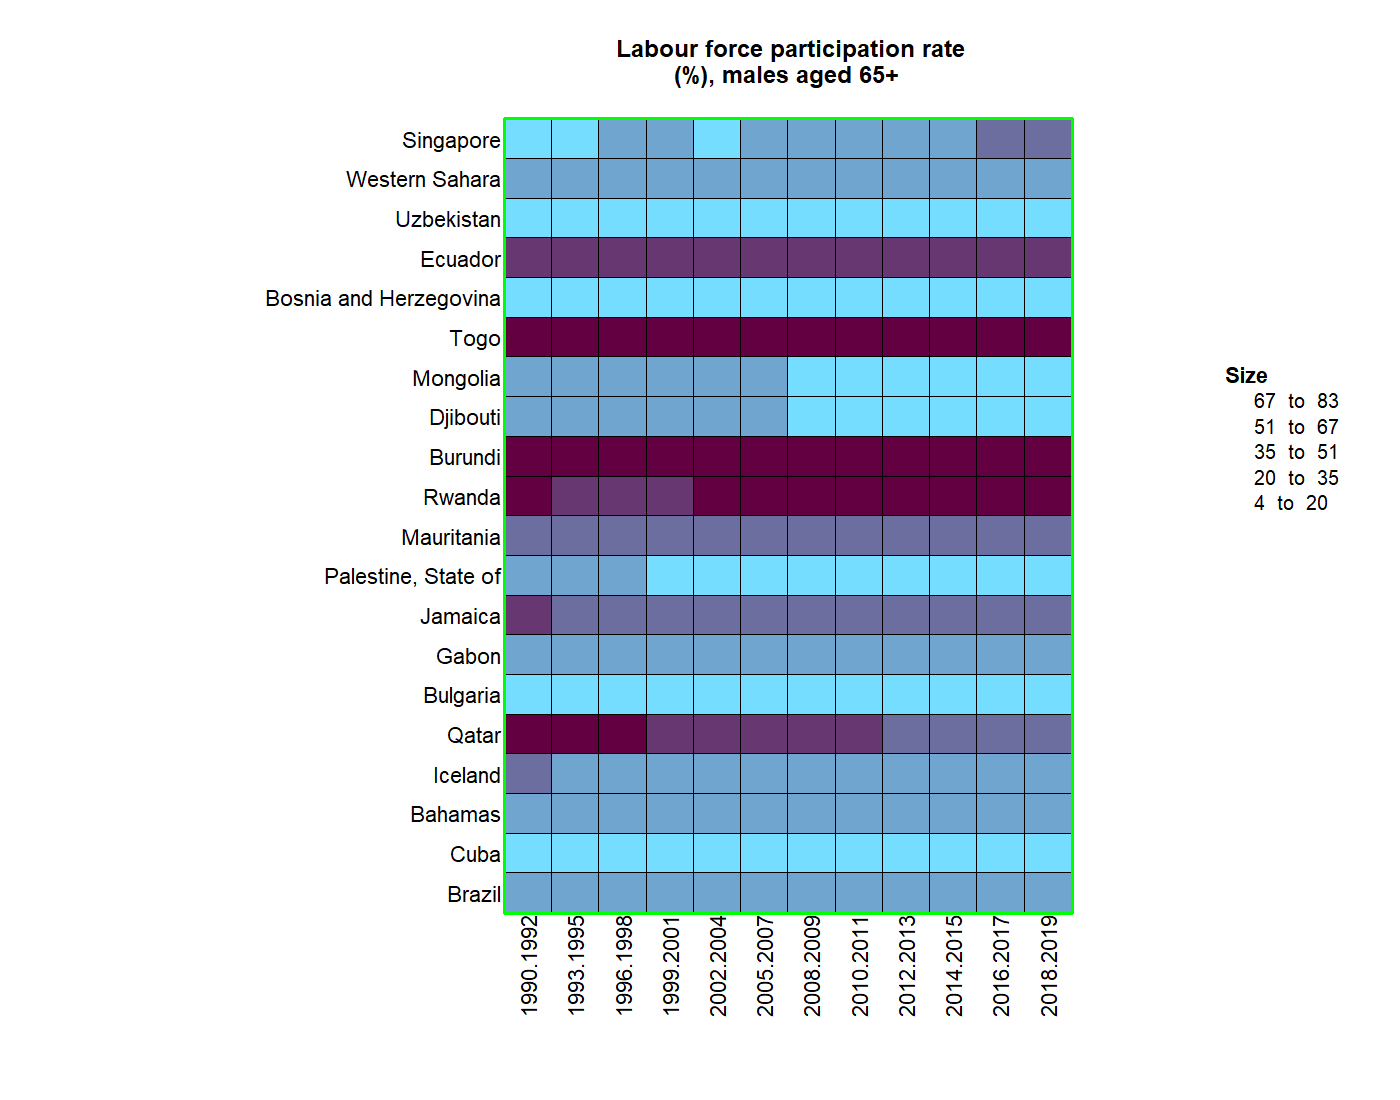 Labour force participation rate
(%), males aged 65+
Singapore
Western Sahara
Uzbekistan
Ecuador
Bosnia and Herzegovina
Togo
Mongolia
Djibouti
Burundi
Rwanda
Mauritania
Palestine, State of
Jamaica
Gabon
Bulgaria
Qatar
Iceland
Bahamas
Cuba
Brazil
1990.1992
1993.1995
1996.1998
1999.2001
2002.2004
2005.2007
2008.2009
2010.2011
2012.2013
2014.2015
2016.2017
2018.2019
Size
67 to 83
51 to 67
35 to 51
20 to 35
4 to 20